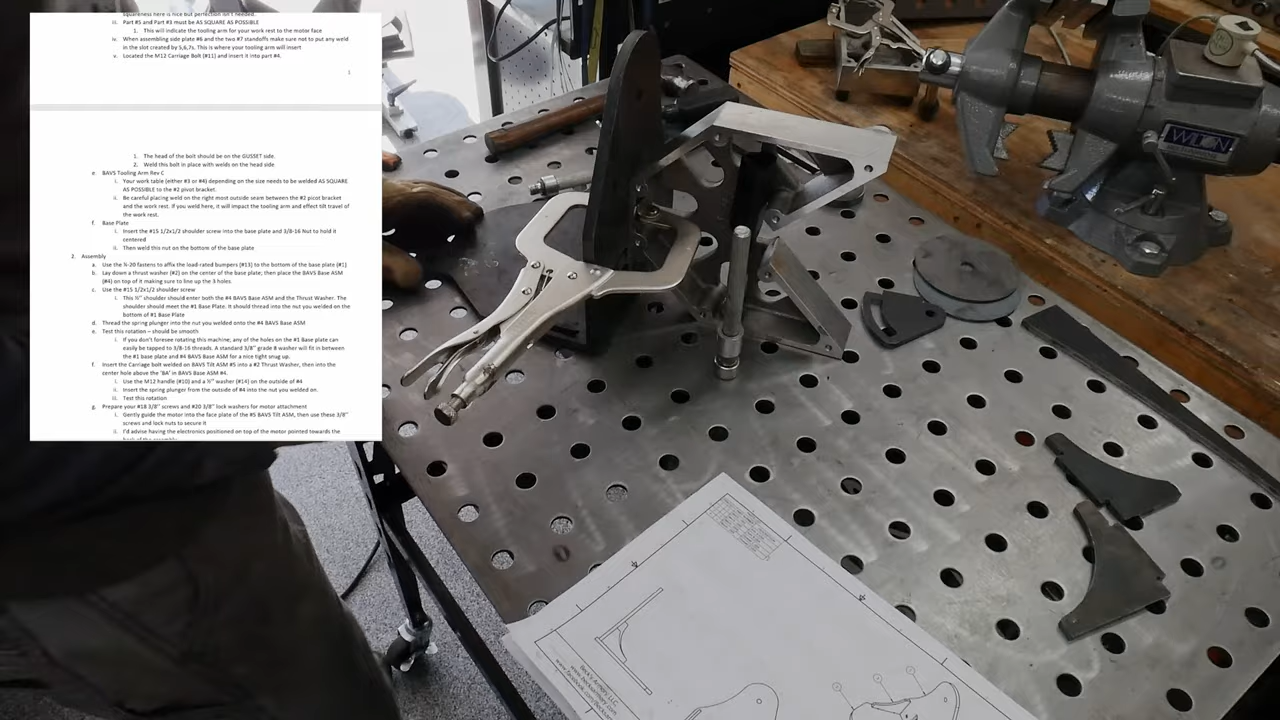 squareness here is nice but perfection isn't needed.
iii. Part #5 and Part #3 must be AS SQUARE AS POSSIBLE
1. This will indicate the tooling arm for your work rest to the motor face
iv. When assembling side plate #6 and the two #7 standoffs make sure not to put any weld
in the slot created by 5,6,7s. This is where your tooling arm will insert
v. Located the M12 Carriage Bolt (#11) and insert it into part #4.
1. The head of the bolt should be on the GUSSET side.
2. Weld this bolt in place with welds on the head side
e. BAVS Tooling Arm Rev C
i. Your work table (either #3 or #4) depending on the size needs to be welded AS SQUARE
AS POSSIBLE to the #2 pivot bracket.
ii. Be careful placing weld on the right most outside seam between the #2 pivot bracket
and the work rest. If you weld here, it will impact the tooling arm and effect tilt travel of
the work rest.
f. Base Plate
i. Insert the #15 1/2x1/2 shoulder screw into the base plate and 3/8-16 Nut to hold it
centered
ii. Then weld this nut on the bottom of the base plate
2. Assembly
a. Use the ¼-20 fasteners to affix the load-rated bumpers (#13) to the bottom of the base plate (#1)
b. Lay down a thrust washer (#2) on the center of the base plate; then place the BAVS Base ASM
(#4) on top of it making sure to line up the 3 holes
c. Use the #15 1/2x1/2 shoulder screw
i. This ½" shoulder should enter both the #4 BAVS Base ASM and the Thrust Washer. The
shoulder should meet the #1 Base Plate. It should thread into the nut you welded on the
bottom of #1 Base Plate
d. Thread the spring plunger into the nut you welded onto the #4 BAVS Base ASM
e. Test this rotation – should be smooth
i. If you don't foresee rotating this machine, any of the holes on the #1 Base Plate can
easily be tapped to 3/8-16 threads. A standard 3/8" grade 8 washer will fit in between
the #1 base plate and #4 BAVS Base ASM for a nice tight snug up.
f. Insert the Carriage bolt welded on BAVS Tilt ASM #5 into a #2 Thrust Washer, then into the
center hole above the 'BA' in BAVS Base ASM #4.
i. Use the M12 handle (#10) and a ½" washer (#14) on the outside of #4
ii. Insert the spring plunger from the outside of #4 into the nut you welded on.
iii. Test this rotation
g. Prepare your #18 3/8" screws and #20 3/8" lock washers for motor attachment
i. Gently guide the motor into the face plate of the #5 BAVS Tilt ASM, then use these 3/8"
screws and lock nuts to secure it
ii. I'd advise having the electronics positioned on top of the motor pointed towards the
back of the assembly
WILTON
Beck's Armory LLC
www.becksarmory.com